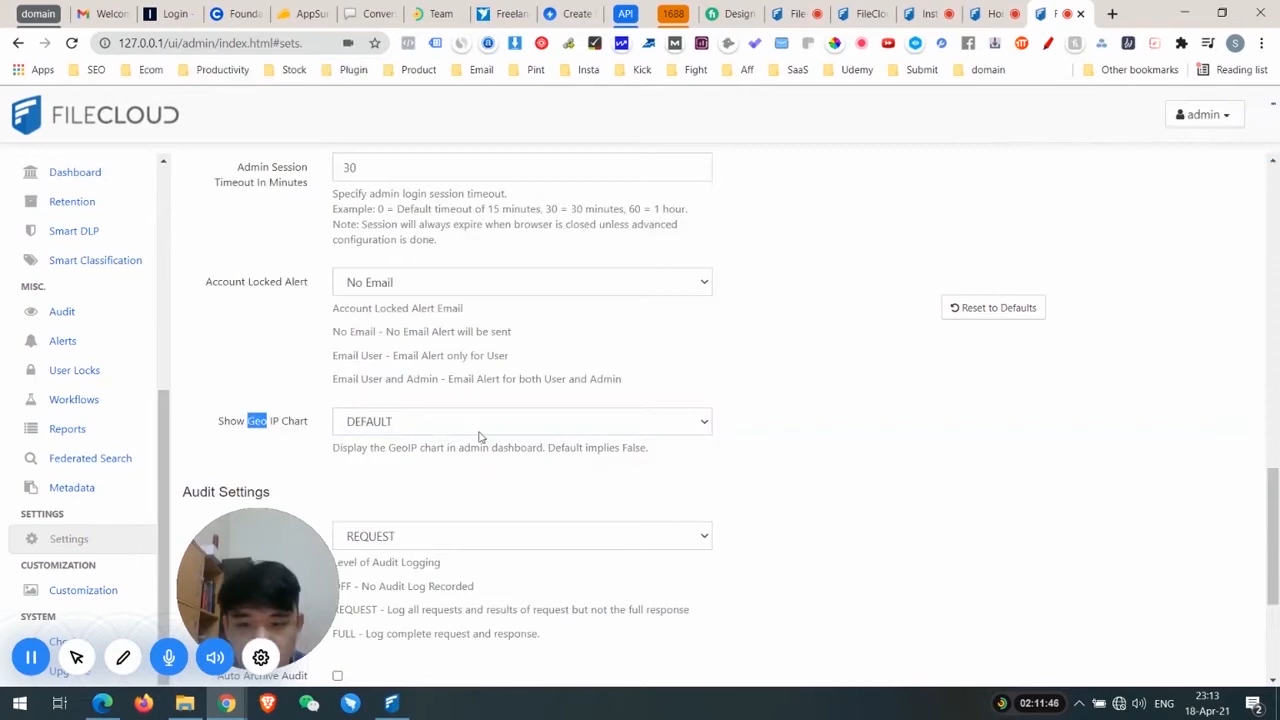 domain
Welcom
Login -
Founda
AppSur
Conver
Team
Freelan
Create
API
1688
Design
File
FileClo
Inst
Ho
F
127.0.0.1/ui/admin/index.html#sets.
S
Apps
SEO
Ecom
Productivity
Stock
Plugin
Product
Email
Pint
Insta
Kick
Fight
Aff
SaaS
Udemy
Submit
domain
Other bookmarks
Reading list
FILECLOUD
admin
Dashboard
Retention
Smart DLP
Smart Classification
MISC.
Audit
Alerts
User Locks
Workflows
Reports
Federated Search
Metadata
SETTINGS
Settings
CUSTOMIZATION
Customization
SYSTEM
Che
Upg
Admin Session
Timeout In Minutes
30
Specify admin login session timeout.
Example: 0 = Default timeout of 15 minutes, 30 = 30 minutes, 60 = 1 hour.
Note: Session will always expire when browser is closed unless advanced
configuration is done.
Account Locked Alert
No Email
Account Locked Alert Email
No Email - No Email Alert will be sent
Email User - Email Alert only for User
Email User and Admin - Email Alert for both User and Admin
Reset to Defaults
Show Geo IP Chart
DEFAULT
Display the GeoIP chart in admin dashboard. Default implies False.
Audit Settings
REQUEST
Level of Audit Logging
OFF - No Audit Log Recorded
REQUEST - Log all requests and results of request but not the full response
FULL - Log complete request and response.
Auto Archive Audit
02:11:46
ENG
23:13
18-Apr-21
2